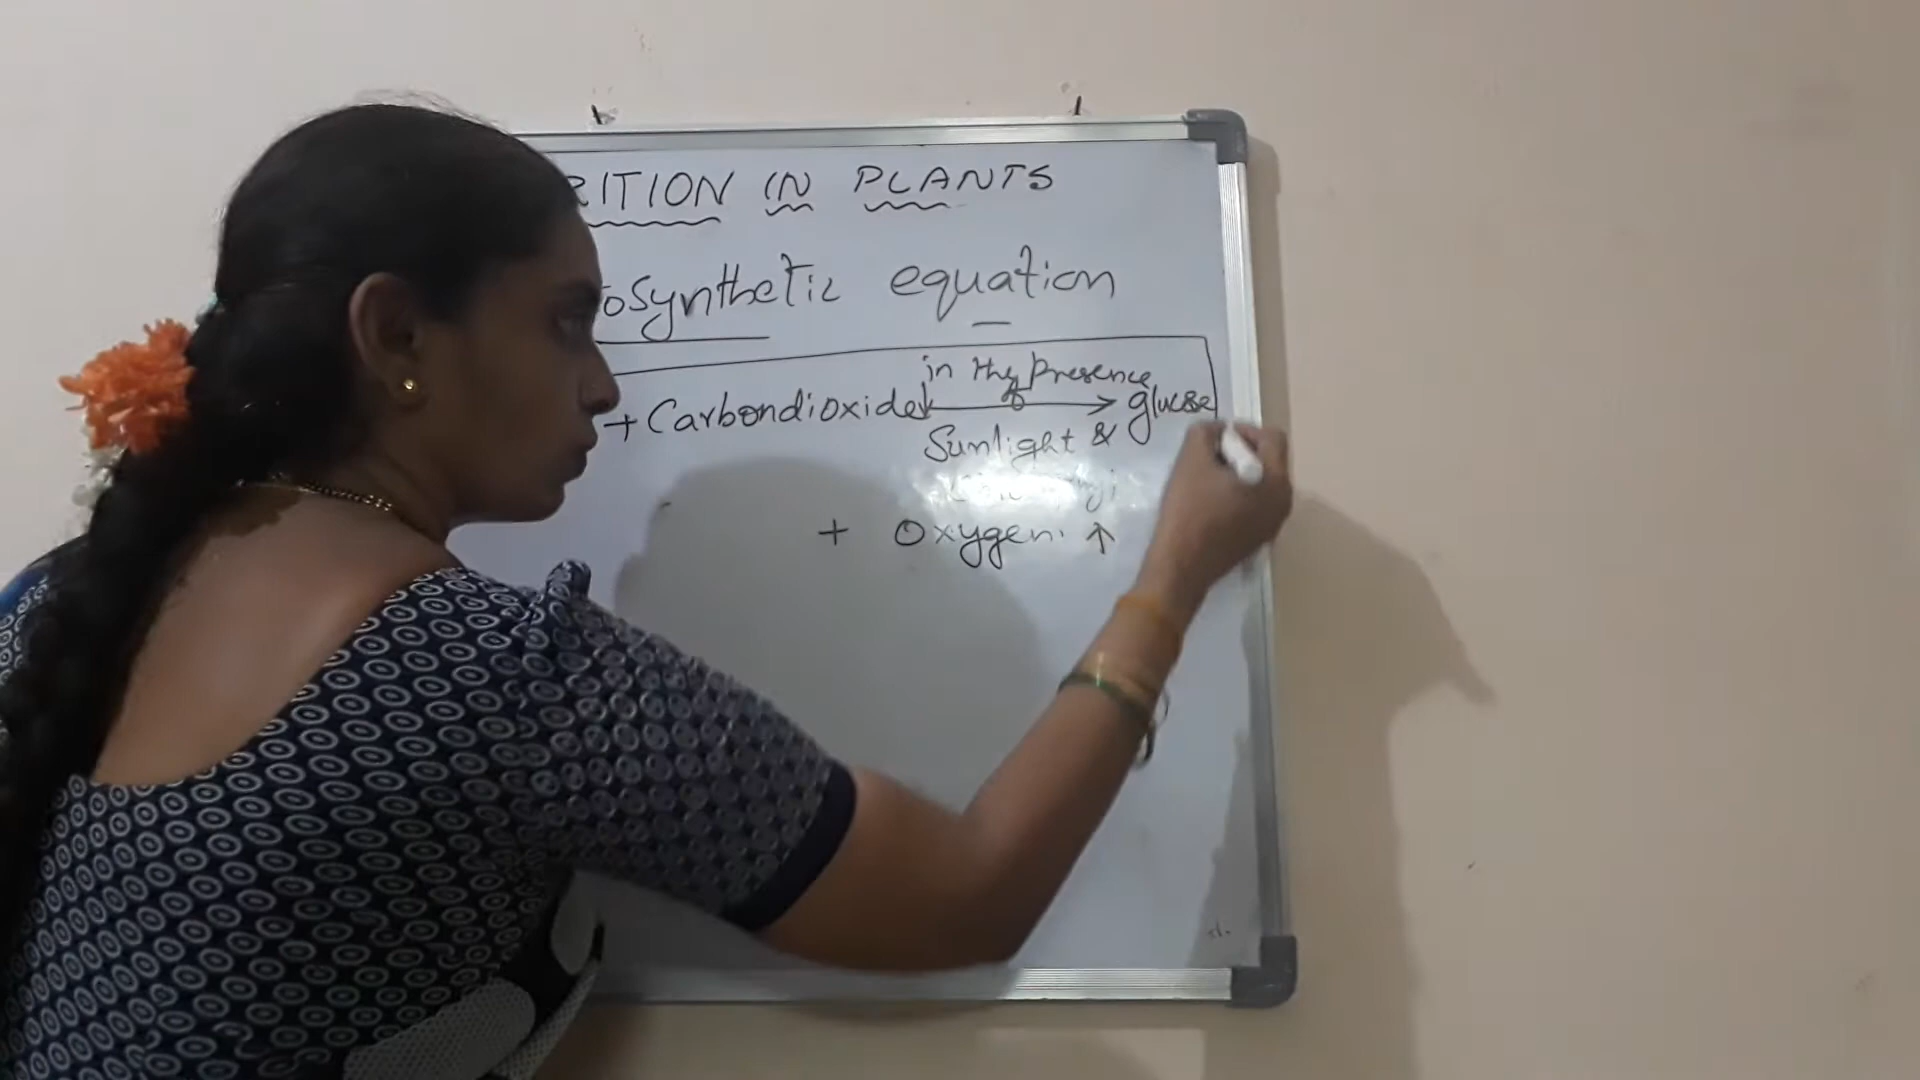 RITION IN PLANTS
osynthetic equation
in the presence
+ Carbondioxide → glucose
Sunlight &
+ Oxygen ↑